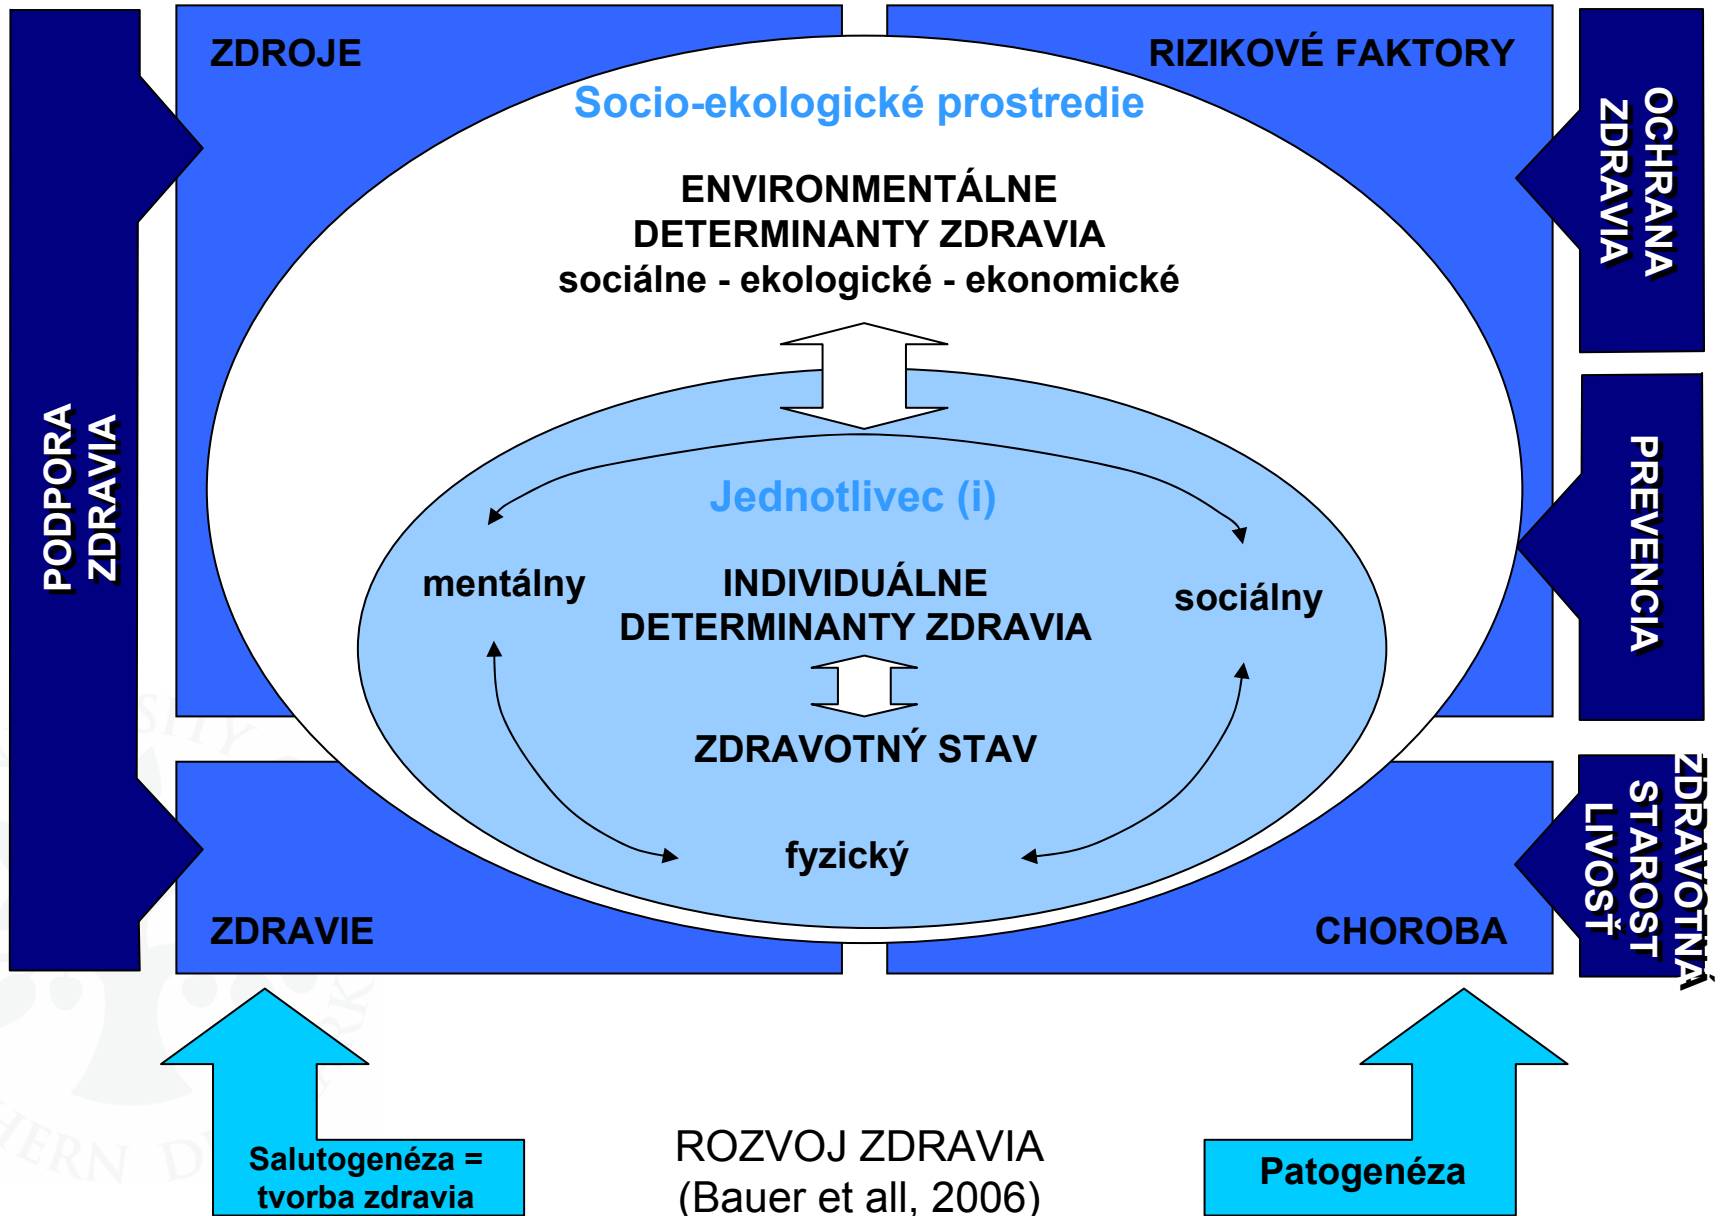 ZDROJE
RIZIKOVÉ FAKTORY
Socio-ekologické prostredie
ENVIRONMENTÁLNE
DETERMINANTY ZDRAVIA
sociálne - ekologické - ekonomické
OCHRANA
ZDRAVIA
PODPORA
ZDRAVIA
Jednotlivec (i)
mentálny
INDIVIDUÁLNE
DETERMINANTY ZDRAVIA
sociálny
PREVENCIA
ZDRAVOTNÝ STAV
fyzický
ZDRAVIE
CHOROBA
ZDRAVOTNÁ
STAROST
LIVOSŤ
Salutogenéza =
tvorba zdravia
ROZVOJ ZDRAVIA
(Bauer et all, 2006)
Patogenéza